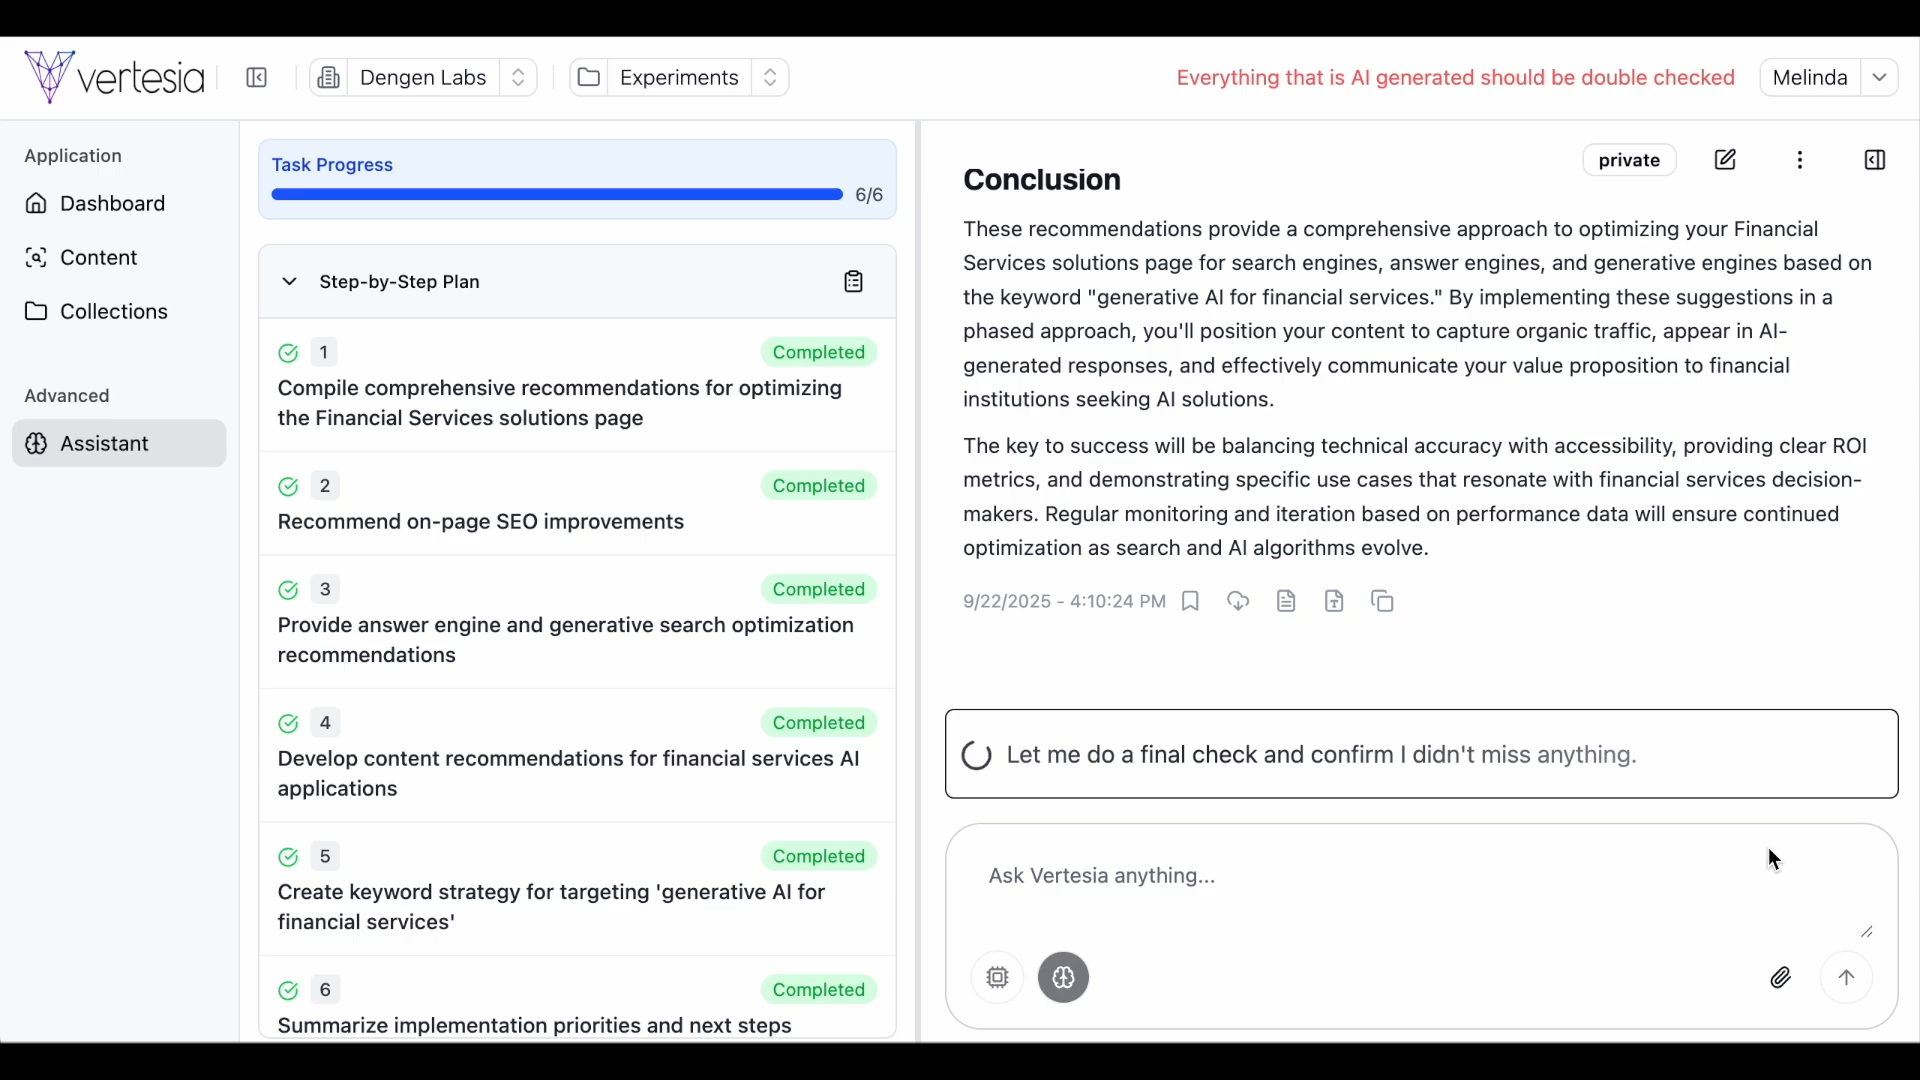 vertesia
Dengen Labs
Experiments
Everything that is AI generated should be double checked
Melinda
Application
Dashboard
Content
Collections
Advanced
Assistant
Task Progress
6/6
Step-by-Step Plan
1
Completed
Compile comprehensive recommendations for optimizing
the Financial Services solutions page
2
Completed
Recommend on-page SEO improvements
3
Completed
Provide answer engine and generative search optimization
recommendations
4
Completed
Develop content recommendations for financial services AI
applications
5
Completed
Create keyword strategy for targeting 'generative AI for
financial services'
6
Completed
Summarize implementation priorities and next steps
private
Conclusion
These recommendations provide a comprehensive approach to optimizing your Financial
Services solutions page for search engines, answer engines, and generative engines based on
the keyword "generative AI for financial services." By implementing these suggestions in a
phased approach, you'll position your content to capture organic traffic, appear in AI-
generated responses, and effectively communicate your value proposition to financial
institutions seeking AI solutions.
The key to success will be balancing technical accuracy with accessibility, providing clear ROI
metrics, and demonstrating specific use cases that resonate with financial services decision-
makers. Regular monitoring and iteration based on performance data will ensure continued
optimization as search and AI algorithms evolve.
9/22/2025 - 4:10:24 PM
Let me do a final check and confirm I didn't miss anything.
Ask Vertesia anything...